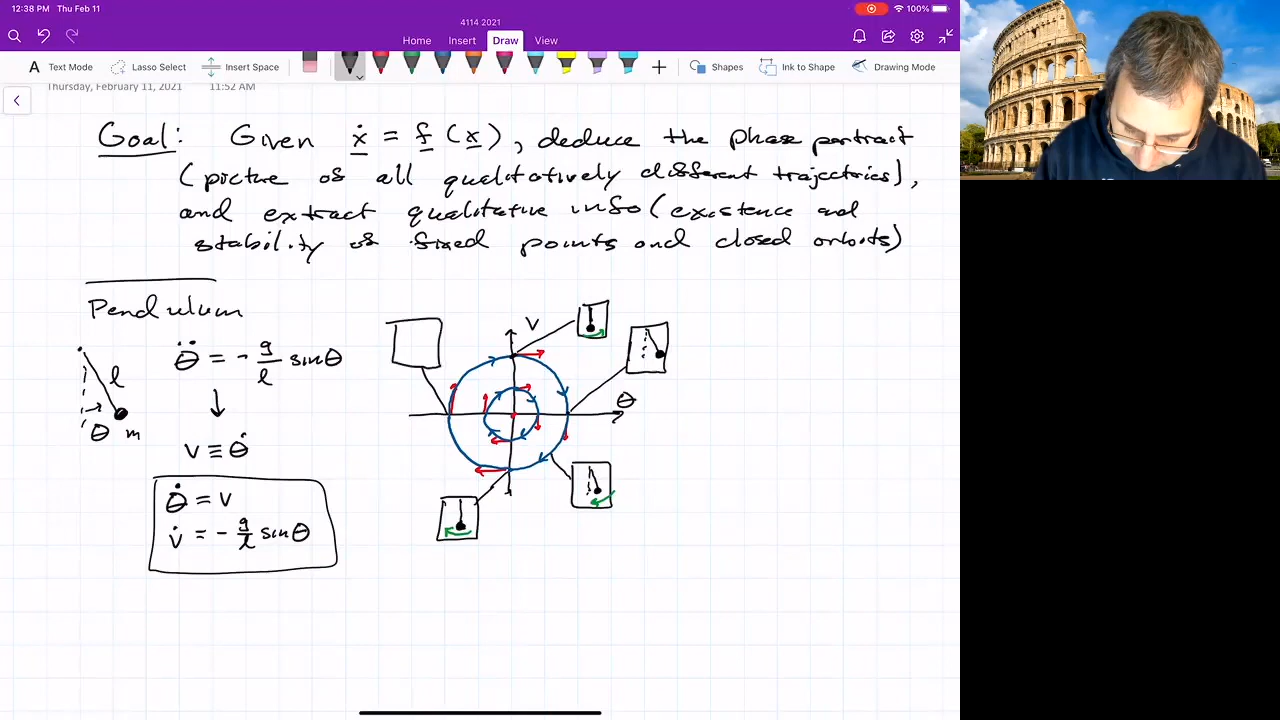 12:38 PM Thu Feb 11
100%
4114 2021
Home Insert Draw View
Text Mode Lasso Select Insert Space Shapes Ink to Shape Drawing Mode
Thursday, February 11, 2021 11:52 AM
Goal: Given ẋ = f(x), deduce the phase portrait
(picture of all qualitatively different trajectories),
and extract qualitative info (existence and
stability of fixed points and closed orbits)
Pendulum
θ̈ = - g/l sinθ
l
θ m
↓
v ≡ θ̇
θ̇ = v
v̇ = - g/l sinθ
v
θ